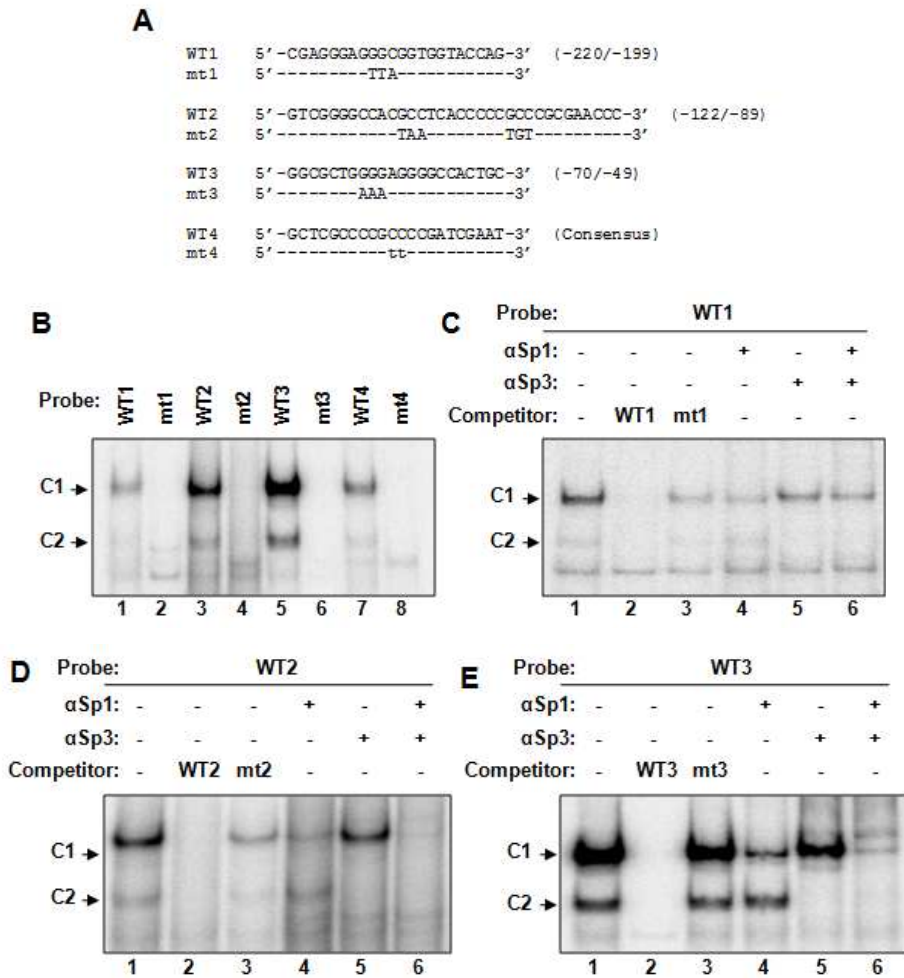 A
WT1 5'-CGAGGGAGGGCGGTGGTACCAG-3' (-220/-199)
mt1 5'---------TTA------------3'
WT2 5'-GTCGGGGCCACGCCTCACCCCCGCCCGCGAACCC-3' (-122/-89)
mt2 5'------------TAA--------TGT----------3'
WT3 5'-GGCGCTGGGGAGGGGCCACTGC-3' (-70/-49)
mt3 5'--------AAA-------------3'
WT4 5'-GCTCGCCCCGCCCCGATCGAAT-3' (Consensus)
mt4 5'-----------tt-----------3'
B
Probe: WT1 mt1 WT2 mt2 WT3 mt3 WT4 mt4
C1
C2
1 2 3 4 5 6 7 8
C
Probe: WT1
αSp1: - - - + - +
αSp3: - - - - + +
Competitor: - WT1 mt1 - - -
C1
C2
1 2 3 4 5 6
D
Probe: WT2
αSp1: - - - + - +
αSp3: - - - - + +
Competitor: - WT2 mt2 - - -
C1
C2
1 2 3 4 5 6
E
Probe: WT3
αSp1: - - - + - +
αSp3: - - - - + +
Competitor: - WT3 mt3 - - -
C1
C2
1 2 3 4 5 6